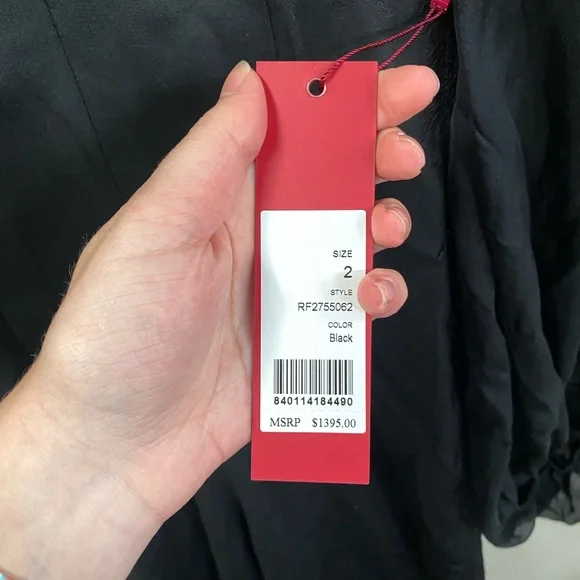 SIZE
2
STYLE
RF2755062
COLOR
Black
840114184490
MSRP $1395.00